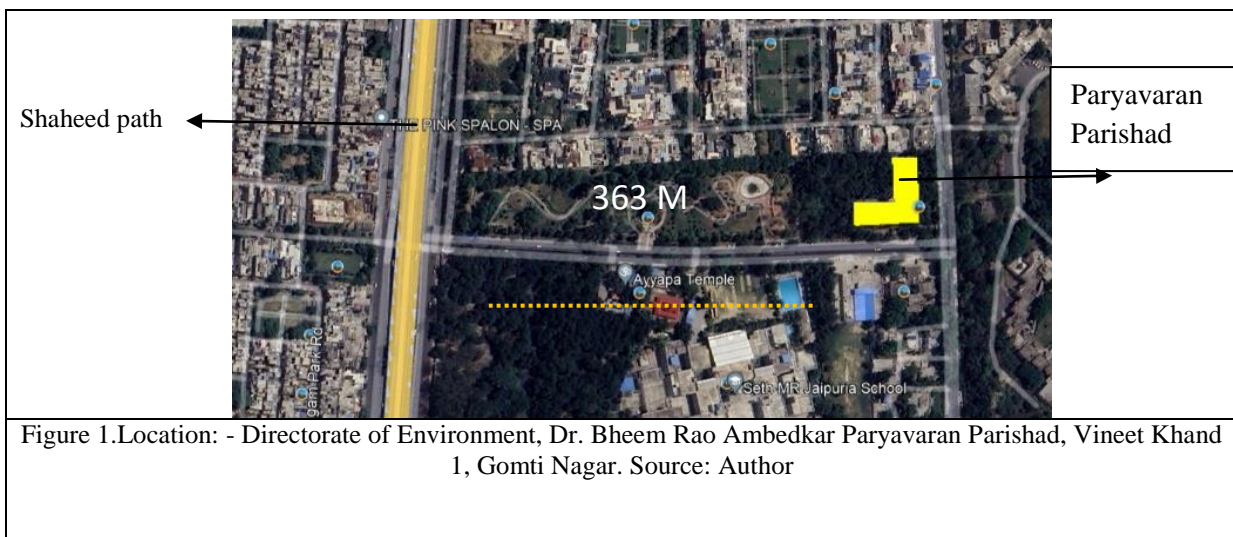 Shaheed path
THE PINK SPALON - SPA
Paryavaran
Parishad
363 M
Ayyapa Temple
gam Park Rd
Seth MR Jaipuria School
Figure 1.Location: - Directorate of Environment, Dr. Bheem Rao Ambedkar Paryavaran Parishad, Vineet Khand
1, Gomti Nagar. Source: Author